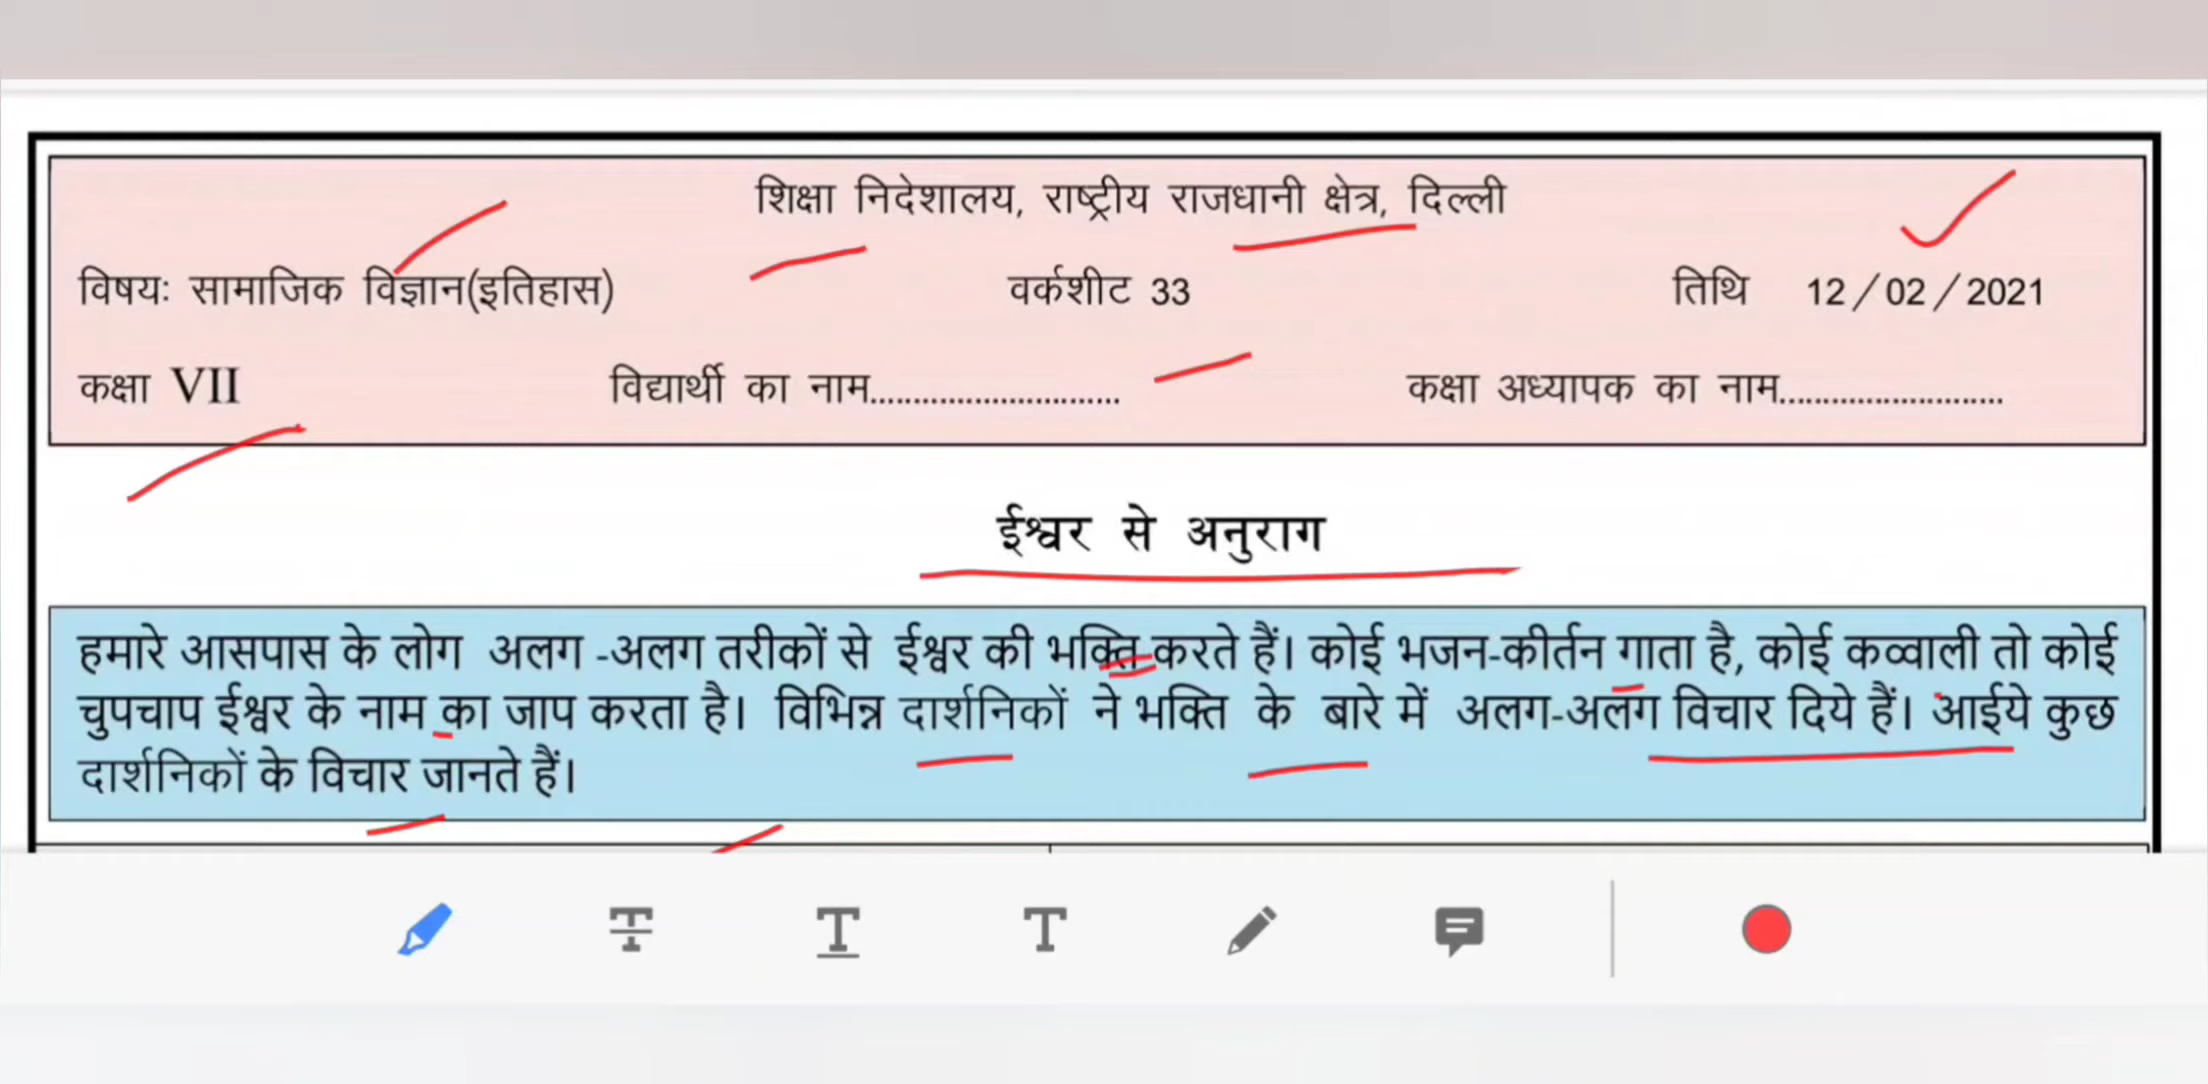 शिक्षा निदेशालय, राष्ट्रीय राजधानी क्षेत्र, दिल्ली
विषयः सामाजिक विज्ञान(इतिहास) वर्कशीट 33 तिथि 12/02/2021
कक्षा VII विद्यार्थी का नाम............................ कक्षा अध्यापक का नाम.........................
ईश्वर से अनुराग
हमारे आसपास के लोग अलग -अलग तरीकों से ईश्वर की भक्ति करते हैं। कोई भजन-कीर्तन गाता है, कोई कव्वाली तो कोई
चुपचाप ईश्वर के नाम का जाप करता है। विभिन्न दार्शनिकों ने भक्ति के बारे में अलग-अलग विचार दिये हैं। आईये कुछ
दार्शनिकों के विचार जानते हैं।